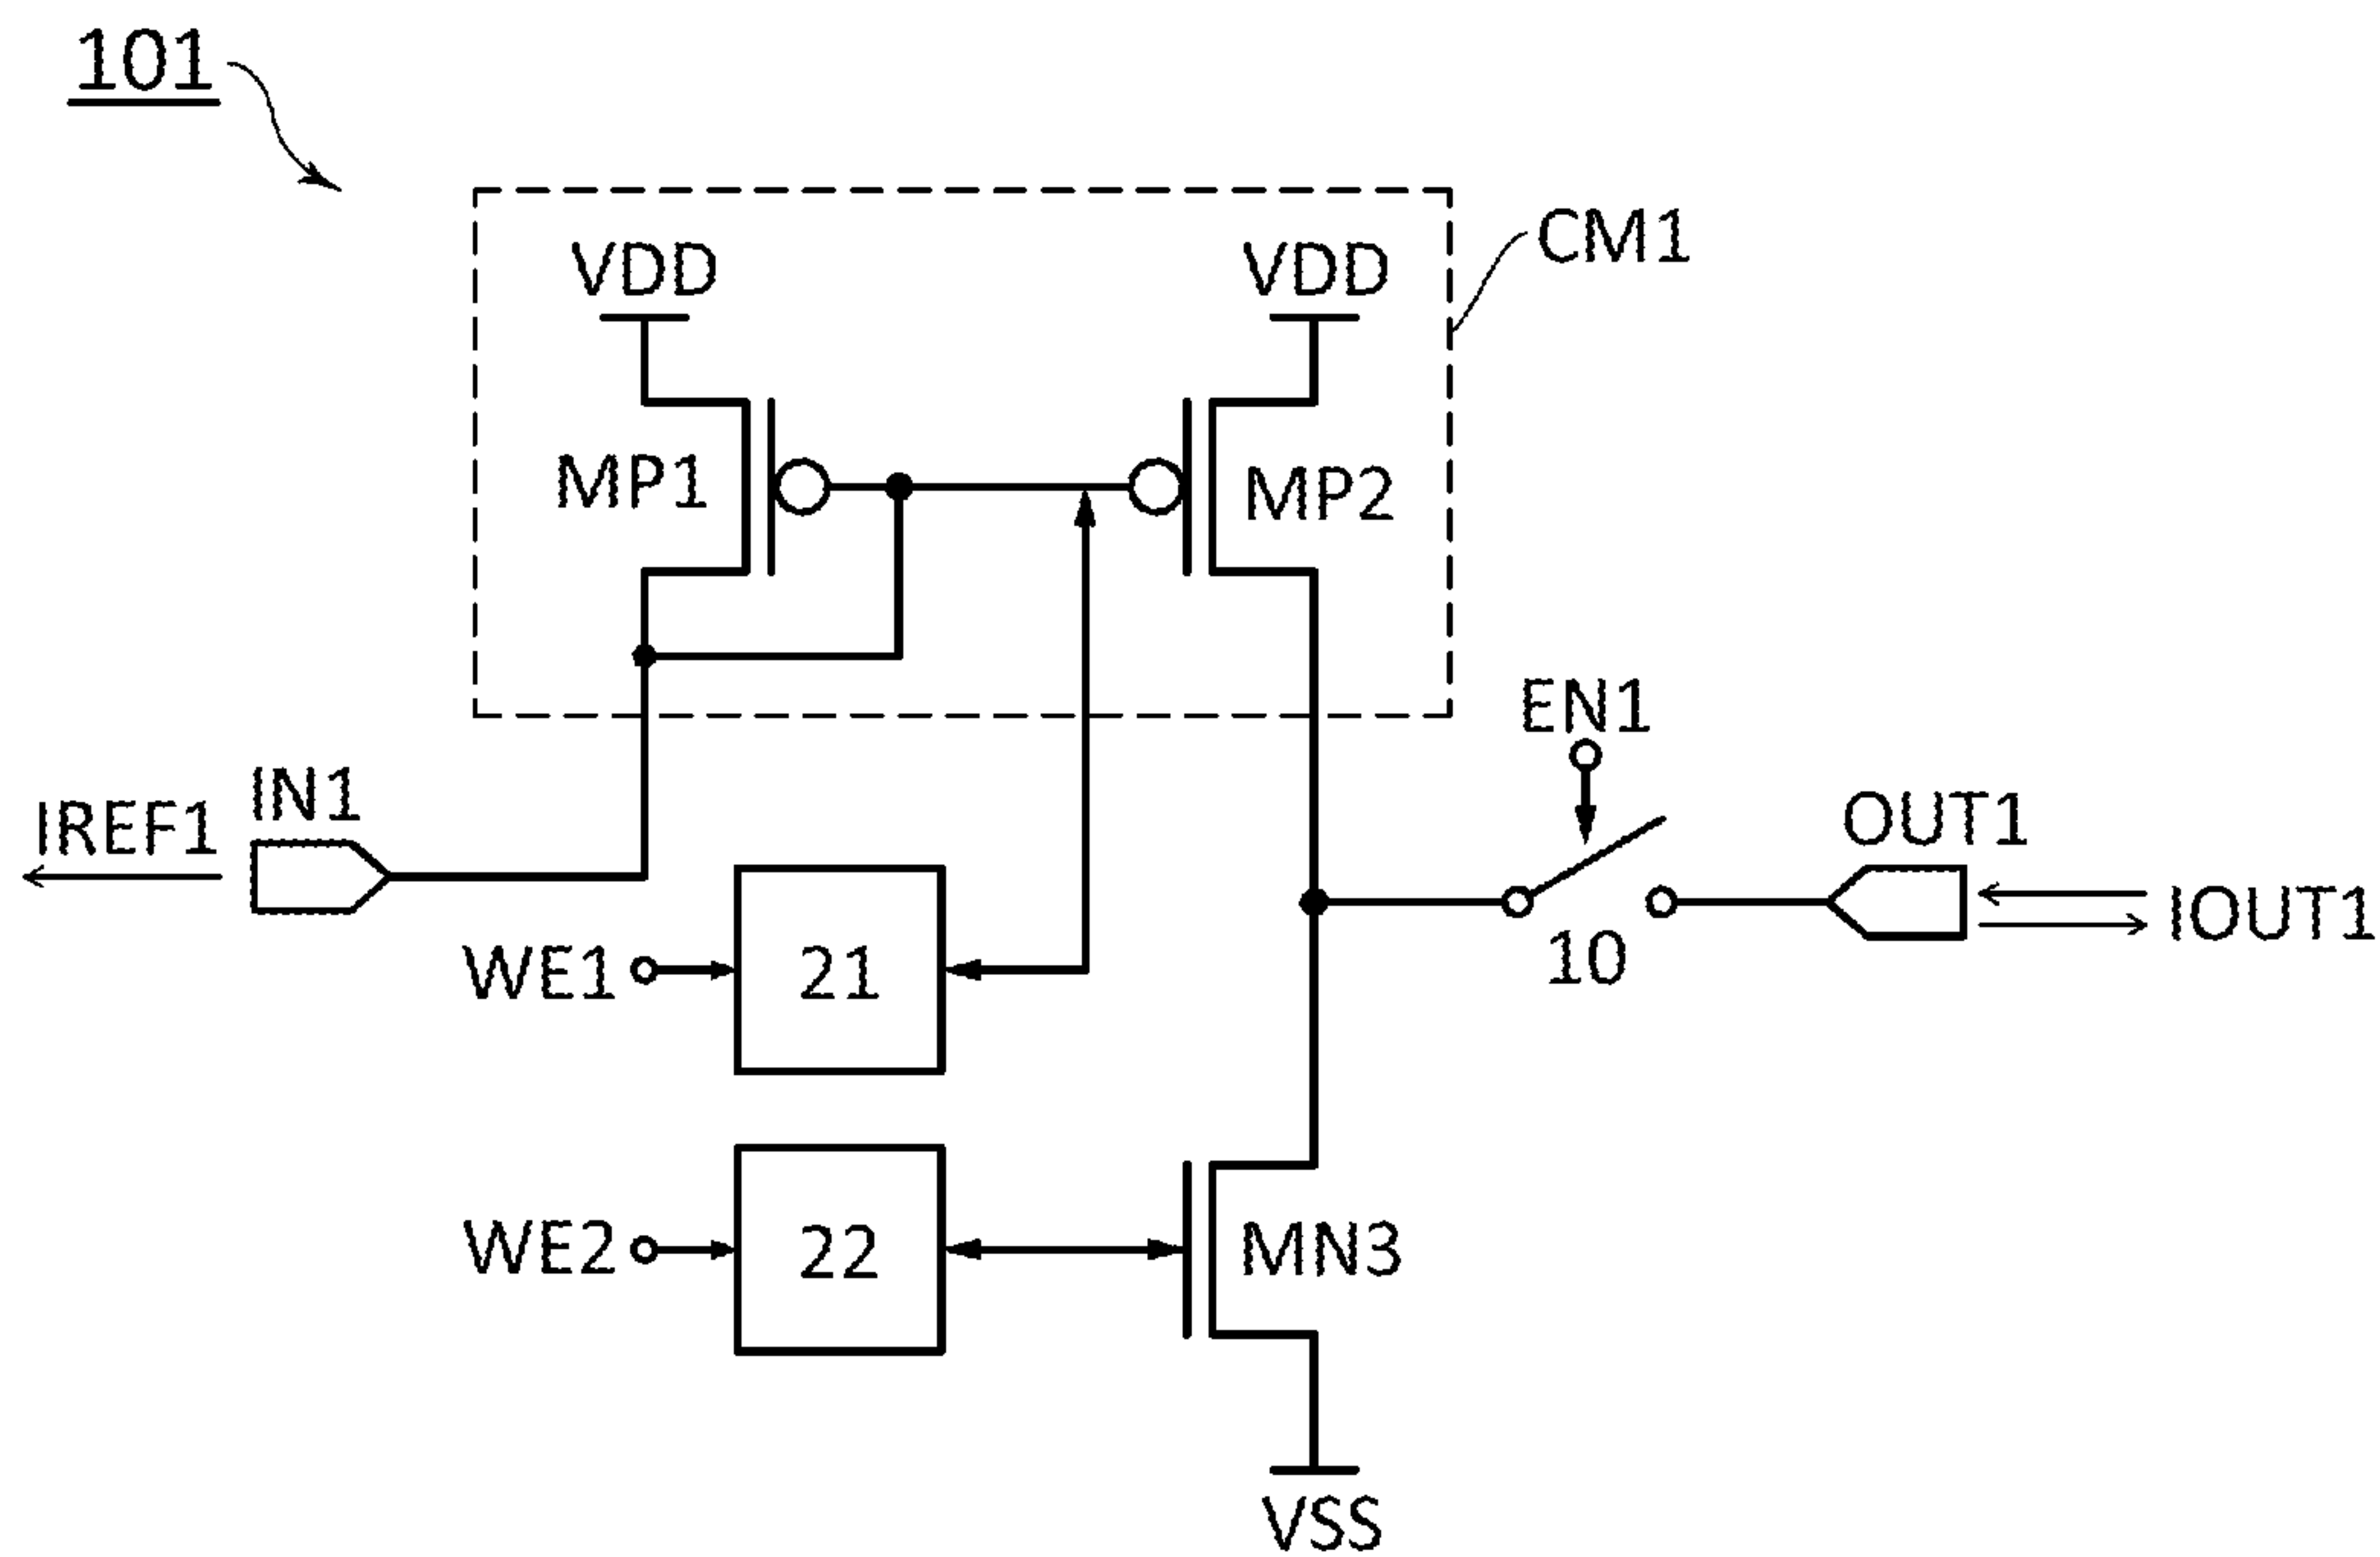 101
CM1
VDD
VDD
MP1
MP2
EN1
IN1
IREF1
OUT1
IOUT1
10
WE1
21
WE2
22
MN3
VSS